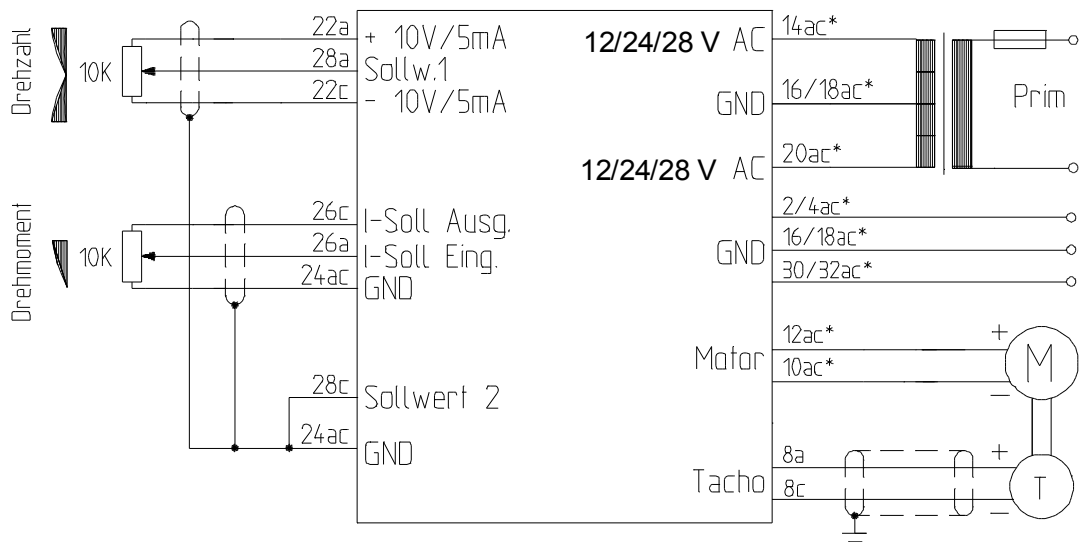 Drehzahl
10K
22a
+ 10V/5mA
28a
Sollw.1
22c
- 10V/5mA
Drehmoment
10K
26c
I-Soll Ausg.
26a
I-Soll Eing.
24ac
GND
28c
Sollwert 2
24ac
GND
12/24/28 V AC
14ac*
GND
16/18ac*
Prim
12/24/28 V AC
20ac*
2/4ac*
GND
16/18ac*
30/32ac*
Motor
12ac*
10ac*
+
M
−
Tacho
8a
8c
+
T
−